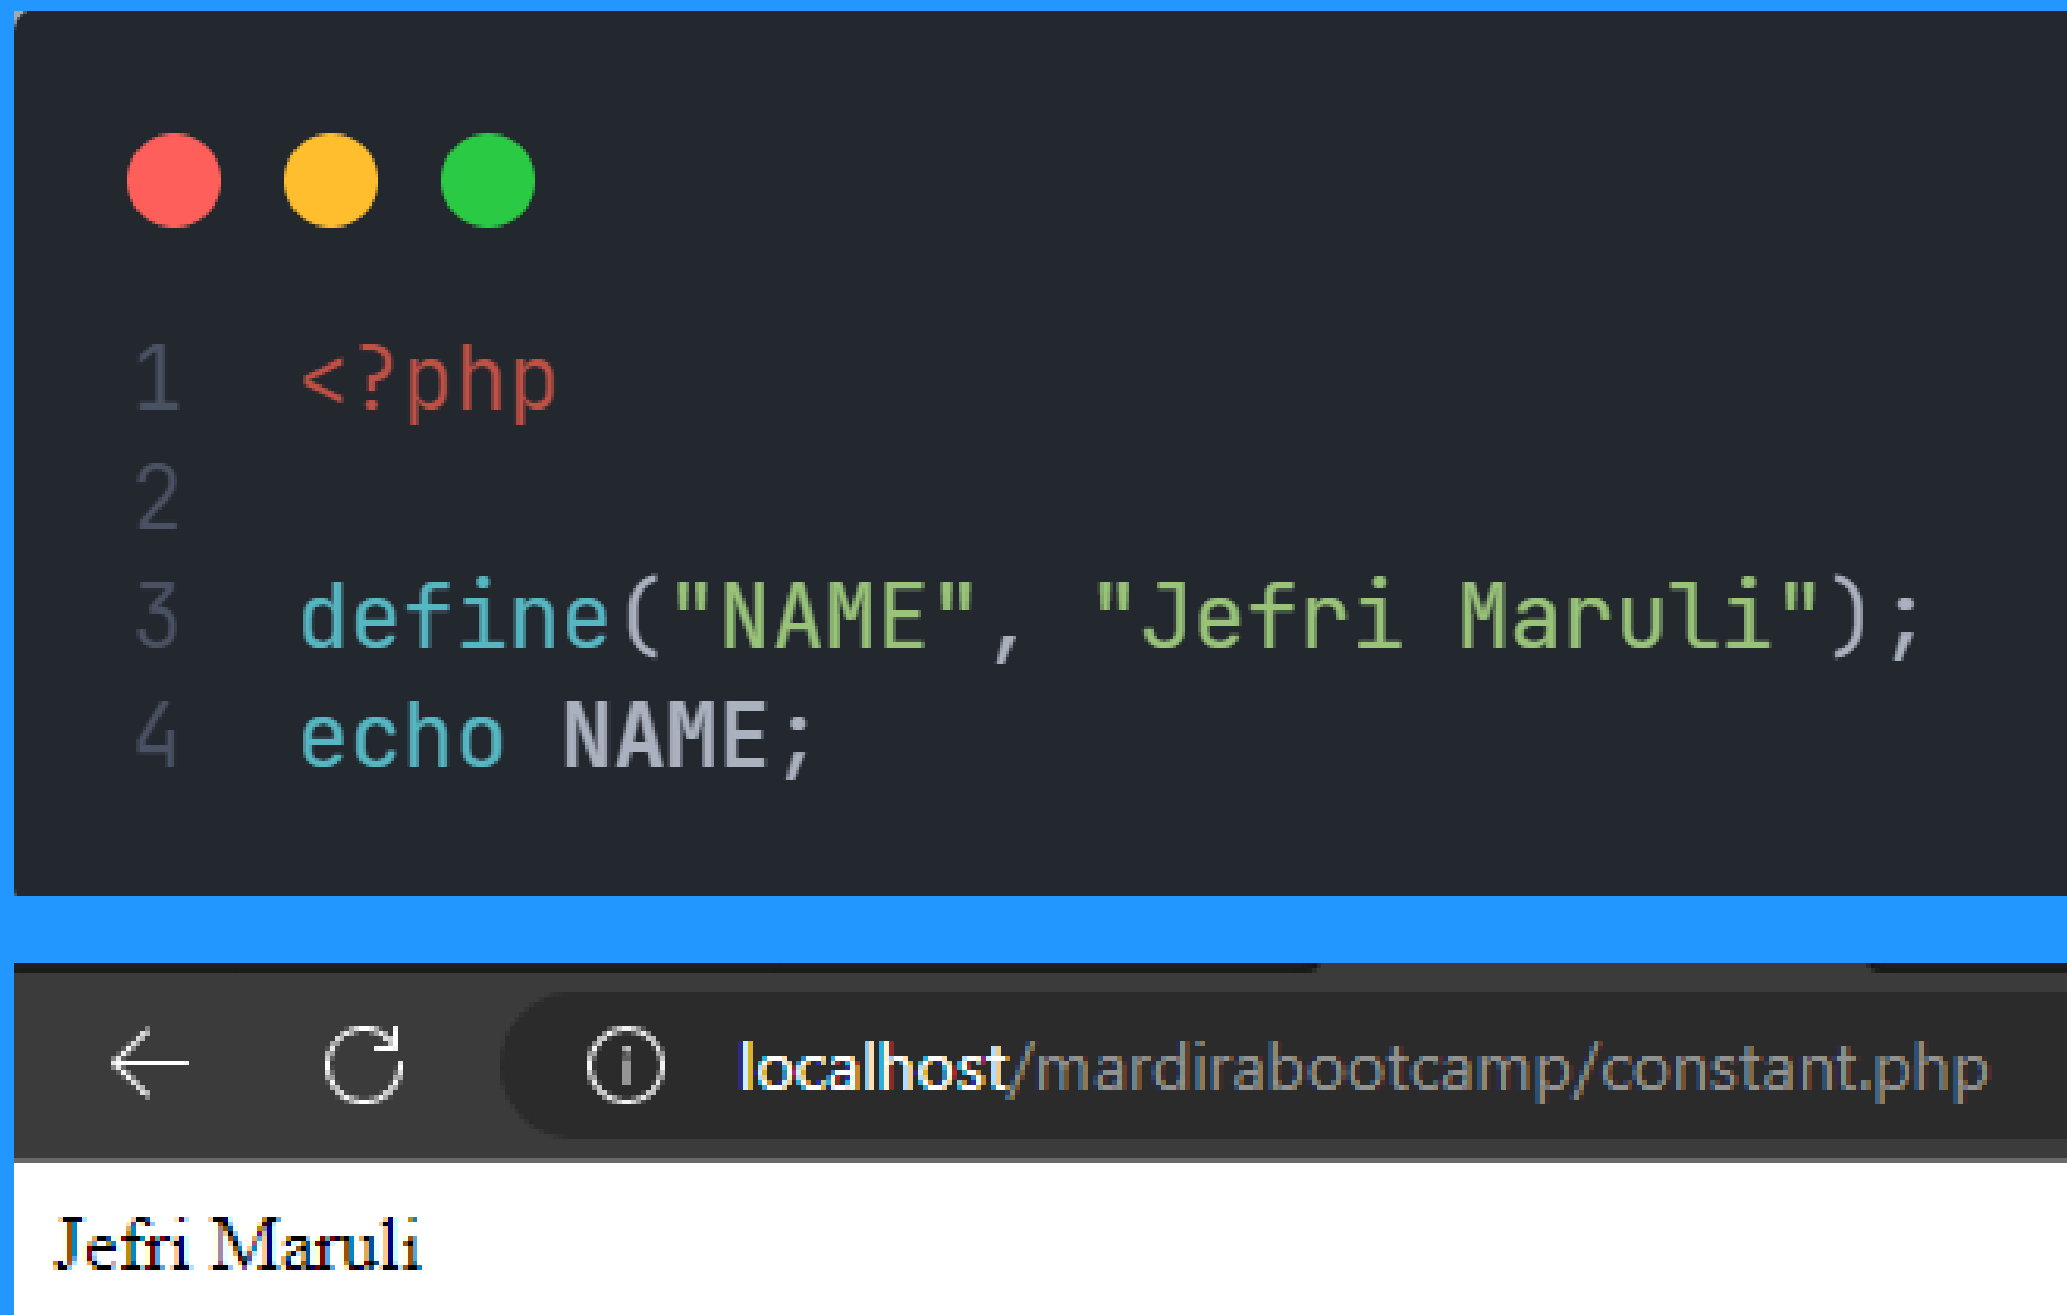 1 <?php
2
3 define("NAME", "Jefri Maruli");
4 echo NAME;
localhost/mardirabootcamp/constant.php
Jefri Maruli